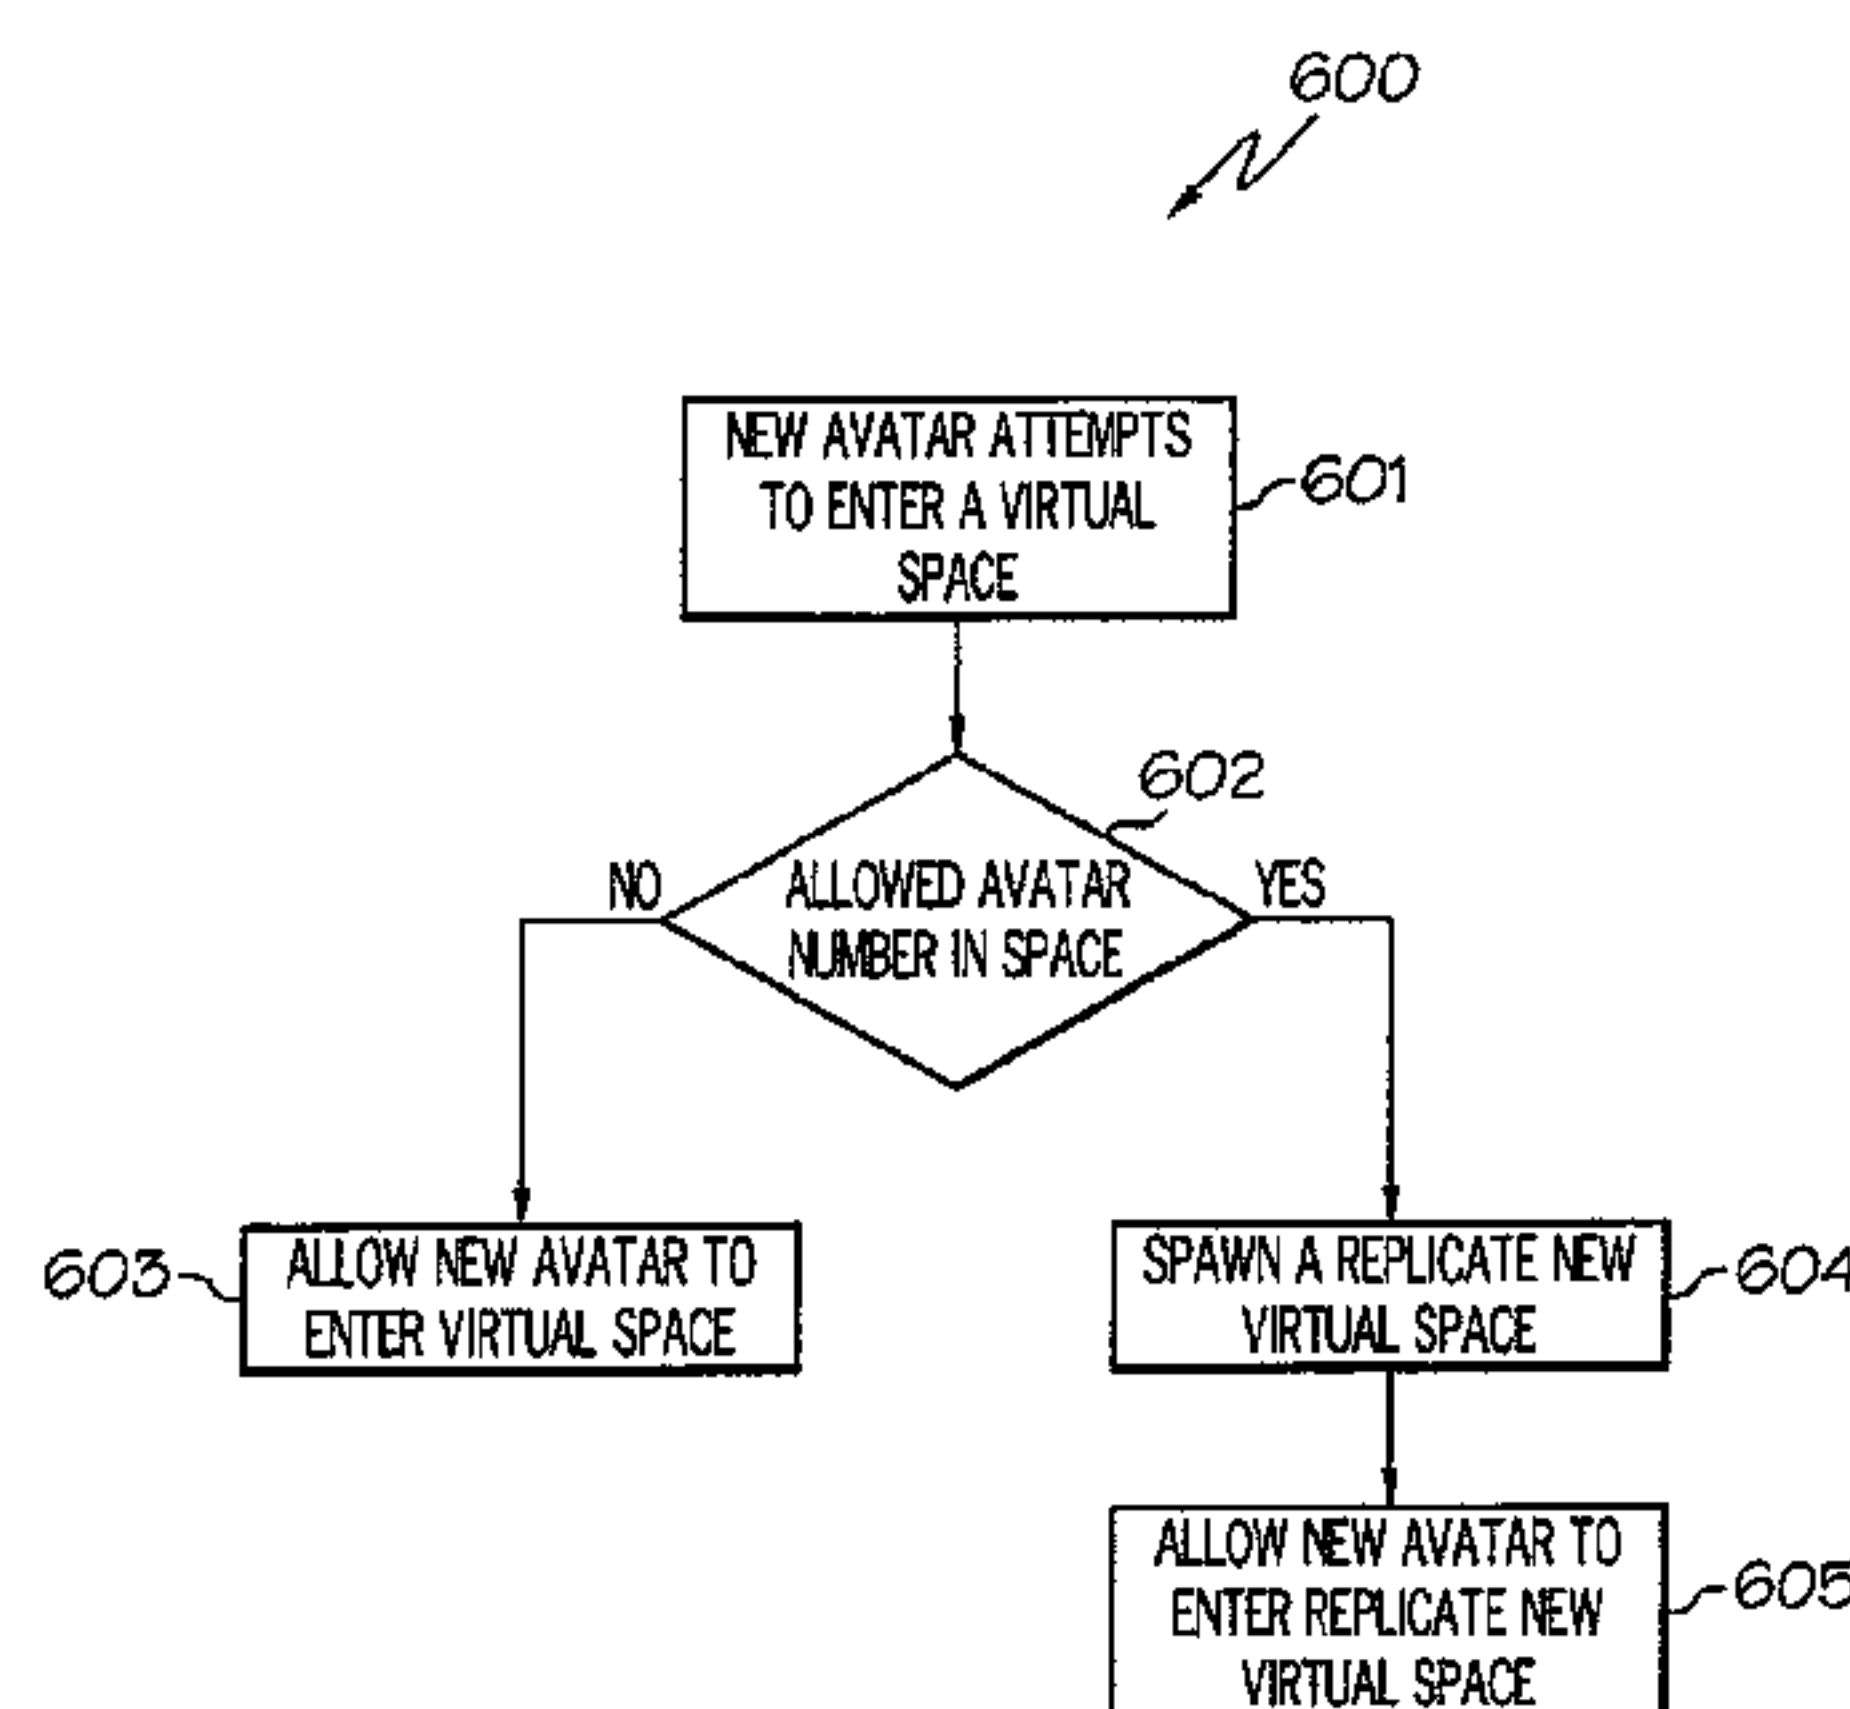 600
NEW AVATAR ATTEMPTS
TO ENTER A VIRTUAL
SPACE
601
602
NO
ALLOWED AVATAR
NUMBER IN SPACE
YES
603
ALLOW NEW AVATAR TO
ENTER VIRTUAL SPACE
SPAWN A REPLICATE NEW
VIRTUAL SPACE
604
ALLOW NEW AVATAR TO
ENTER REPLICATE NEW
VIRTUAL SPACE
605